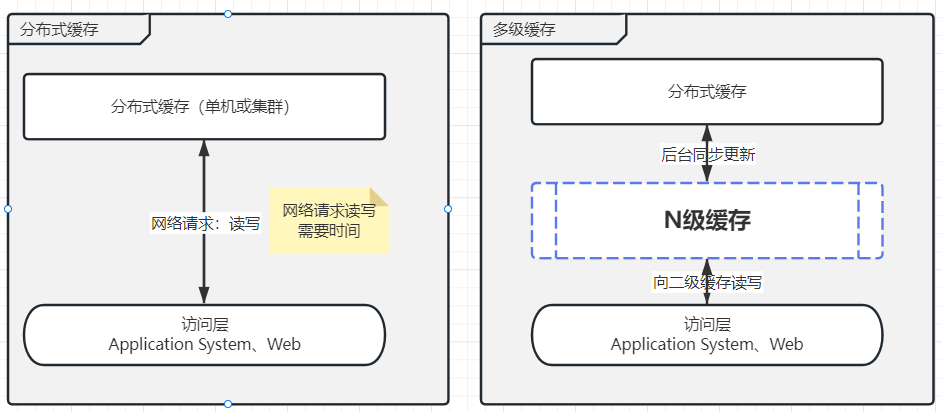 分布式缓存
分布式缓存（单机或集群）
网络请求：读写
网络请求读写
需要时间
访问层
Application System、Web
多级缓存
分布式缓存
后台同步更新
N级缓存
向二级缓存读写
访问层
Application System、Web